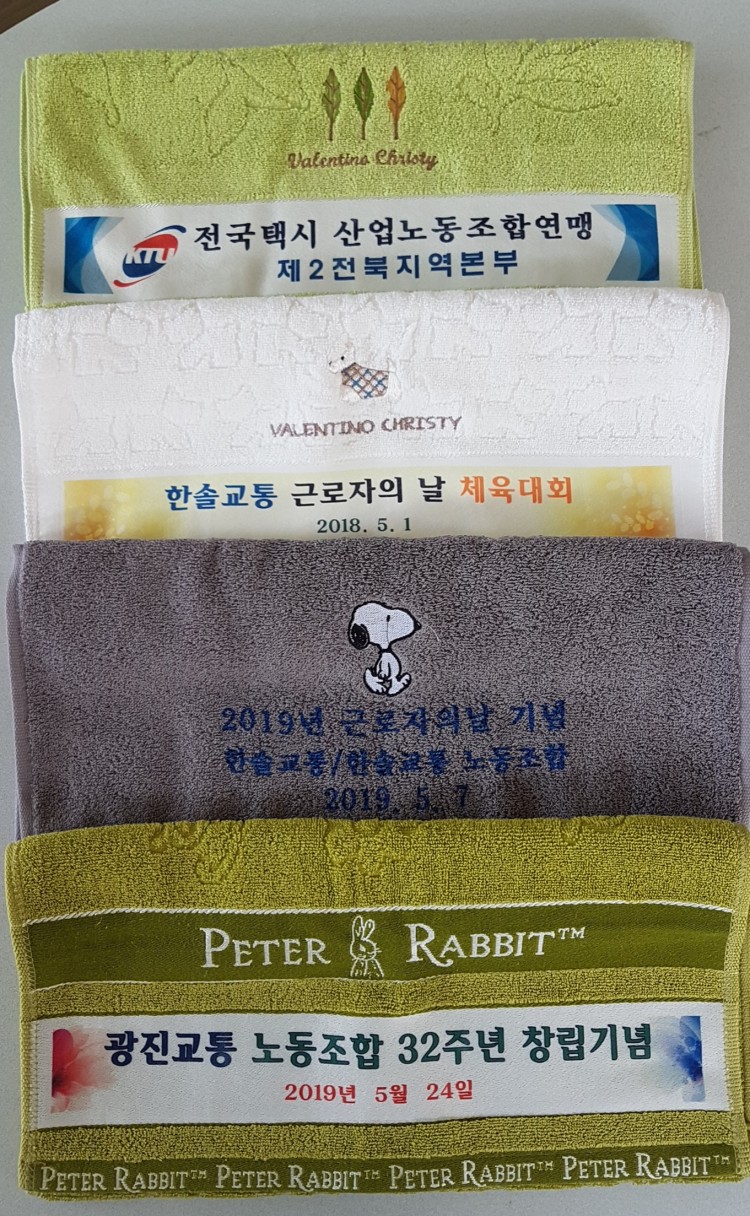 Valentino Christy
KTU
전국택시 산업노동조합연맹
제2전북지역본부
VALENTINO CHRISTY
한솔교통 근로자의 날 체육대회
2018. 5. 1
2019년 근로자의날 기념
한솔교통/한솔교통 노동조합
2019. 5. 7
PETER RABBIT™
광진교통 노동조합 32주년 창립기념
2019년 5월 24일
PETER RABBIT™ PETER RABBIT™ PETER RABBIT™ PETER RABBIT™